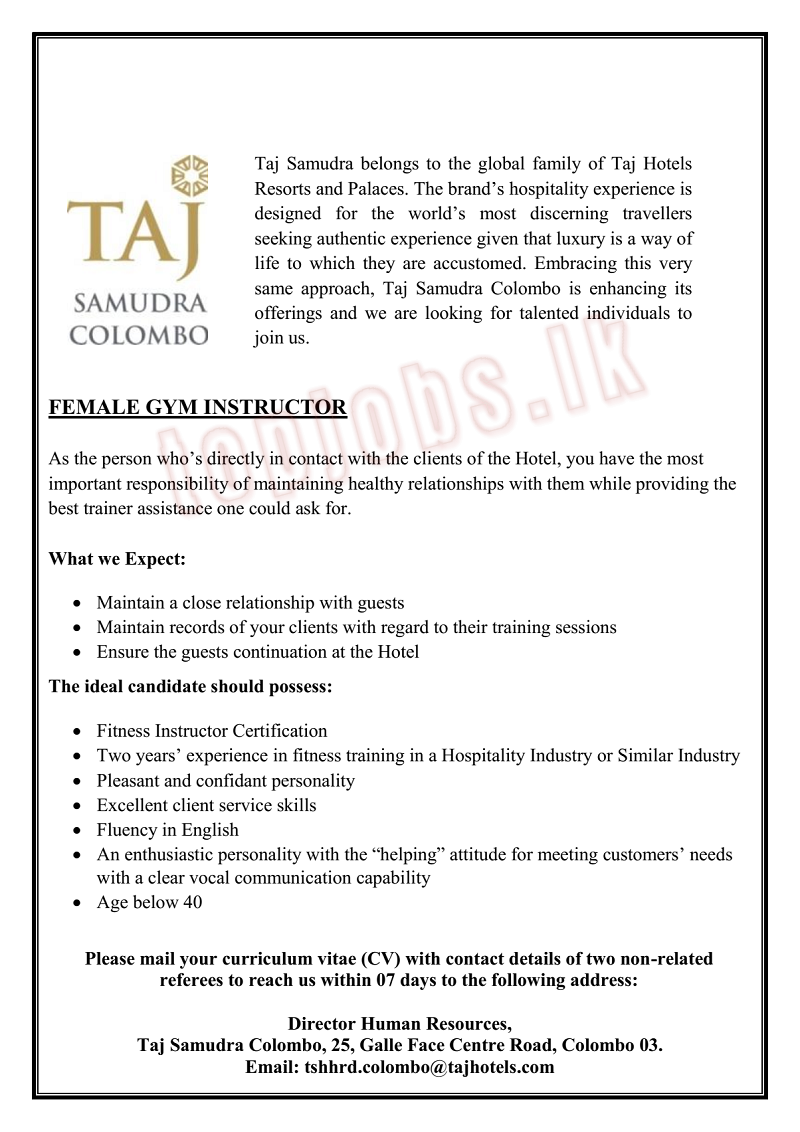 TAJ
SAMUDRA
COLOMBO
Taj Samudra belongs to the global family of Taj Hotels
Resorts and Palaces. The brand’s hospitality experience is
designed for the world’s most discerning travellers
seeking authentic experience given that luxury is a way of
life to which they are accustomed. Embracing this very
same approach, Taj Samudra Colombo is enhancing its
offerings and we are looking for talented individuals to
join us.
topjobs.lk
FEMALE GYM INSTRUCTOR
As the person who’s directly in contact with the clients of the Hotel, you have the most
important responsibility of maintaining healthy relationships with them while providing the
best trainer assistance one could ask for.
What we Expect:
• Maintain a close relationship with guests
• Maintain records of your clients with regard to their training sessions
• Ensure the guests continuation at the Hotel
The ideal candidate should possess:
• Fitness Instructor Certification
• Two years’ experience in fitness training in a Hospitality Industry or Similar Industry
• Pleasant and confidant personality
• Excellent client service skills
• Fluency in English
• An enthusiastic personality with the “helping” attitude for meeting customers’ needs
with a clear vocal communication capability
• Age below 40
Please mail your curriculum vitae (CV) with contact details of two non-related
referees to reach us within 07 days to the following address:
Director Human Resources,
Taj Samudra Colombo, 25, Galle Face Centre Road, Colombo 03.
Email: tshhrd.colombo@tajhotels.com